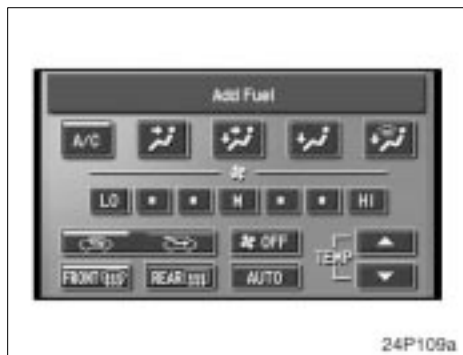 Add Fuel
A/C
LO M HI
OFF
TEMP
FRONT REAR AUTO
24P109a